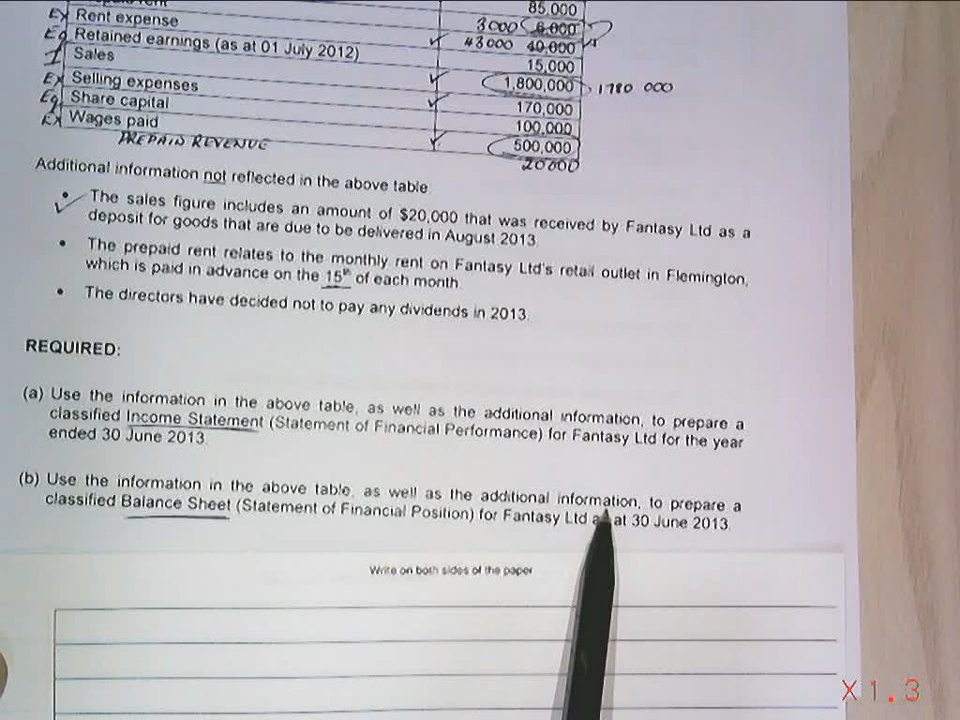 85,000
Ex Rent expense 3000 6,000
Eq Retained earnings (as at 01 July 2012) 43000 40,000
I Sales 15,000
Ex Selling expenses 1,800,000 1780 000
Eq Share capital 170,000
Ex Wages paid 100,000
PREPAID REVENUE 500,000
20000
Additional information not reflected in the above table.
• The sales figure includes an amount of $20,000 that was received by Fantasy Ltd as a
deposit for goods that are due to be delivered in August 2013.
• The prepaid rent relates to the monthly rent on Fantasy Ltd's retail outlet in Flemington,
which is paid in advance on the 15th of each month.
• The directors have decided not to pay any dividends in 2013.
REQUIRED:
(a) Use the information in the above table, as well as the additional information, to prepare a
classified Income Statement (Statement of Financial Performance) for Fantasy Ltd for the year
ended 30 June 2013.
(b) Use the information in the above table, as well as the additional information, to prepare a
classified Balance Sheet (Statement of Financial Position) for Fantasy Ltd as at 30 June 2013.
Write on both sides of the paper
X1.3